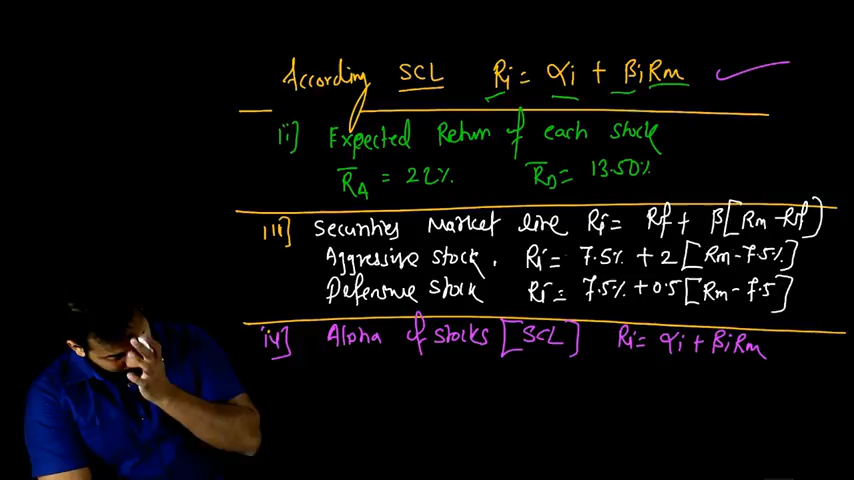 According SCL Ri = αi + βiRm
ii] Expected Return of each stock
R̅A = 22% R̅D = 13.50%
iii] Securities Market line Ri = Rf + β[Rm-Rf]
Aggressive stock. Ri = 7.5% + 2[Rm-7.5%]
Defensive stock Ri = 7.5% + 0.5[Rm-7.5]
iv] Alpha of stocks [SCL] Ri = αi + βiRm